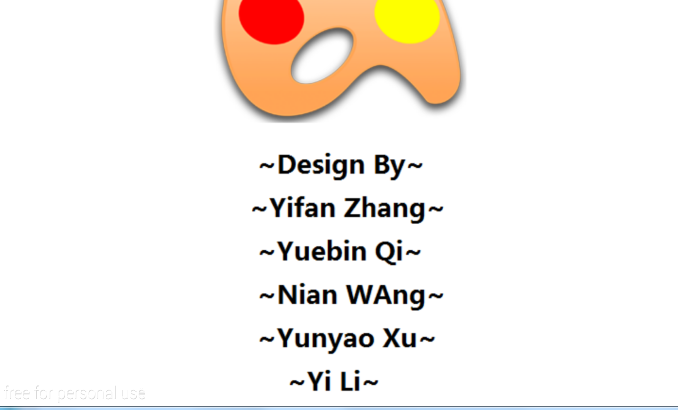 ~Design By~
~Yifan Zhang~
~Yuebin Qi~
~Nian WAng~
~Yunyao Xu~
~Yi Li~
free for personal use